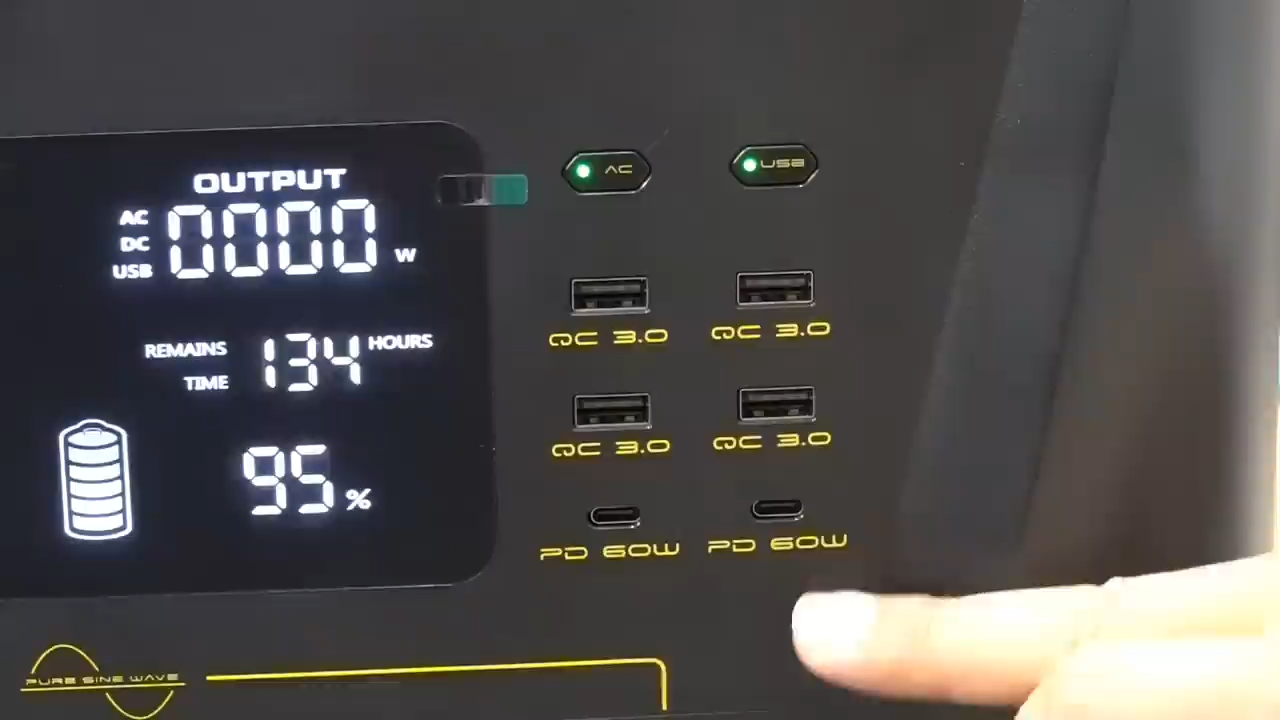 OUTPUT
AC
DC
USB
0000 W
REMAINS TIME 134 HOURS
95 %
AC
USB
QC 3.0
QC 3.0
QC 3.0
QC 3.0
PD 60W
PD 60W
PURE SINE WAVE